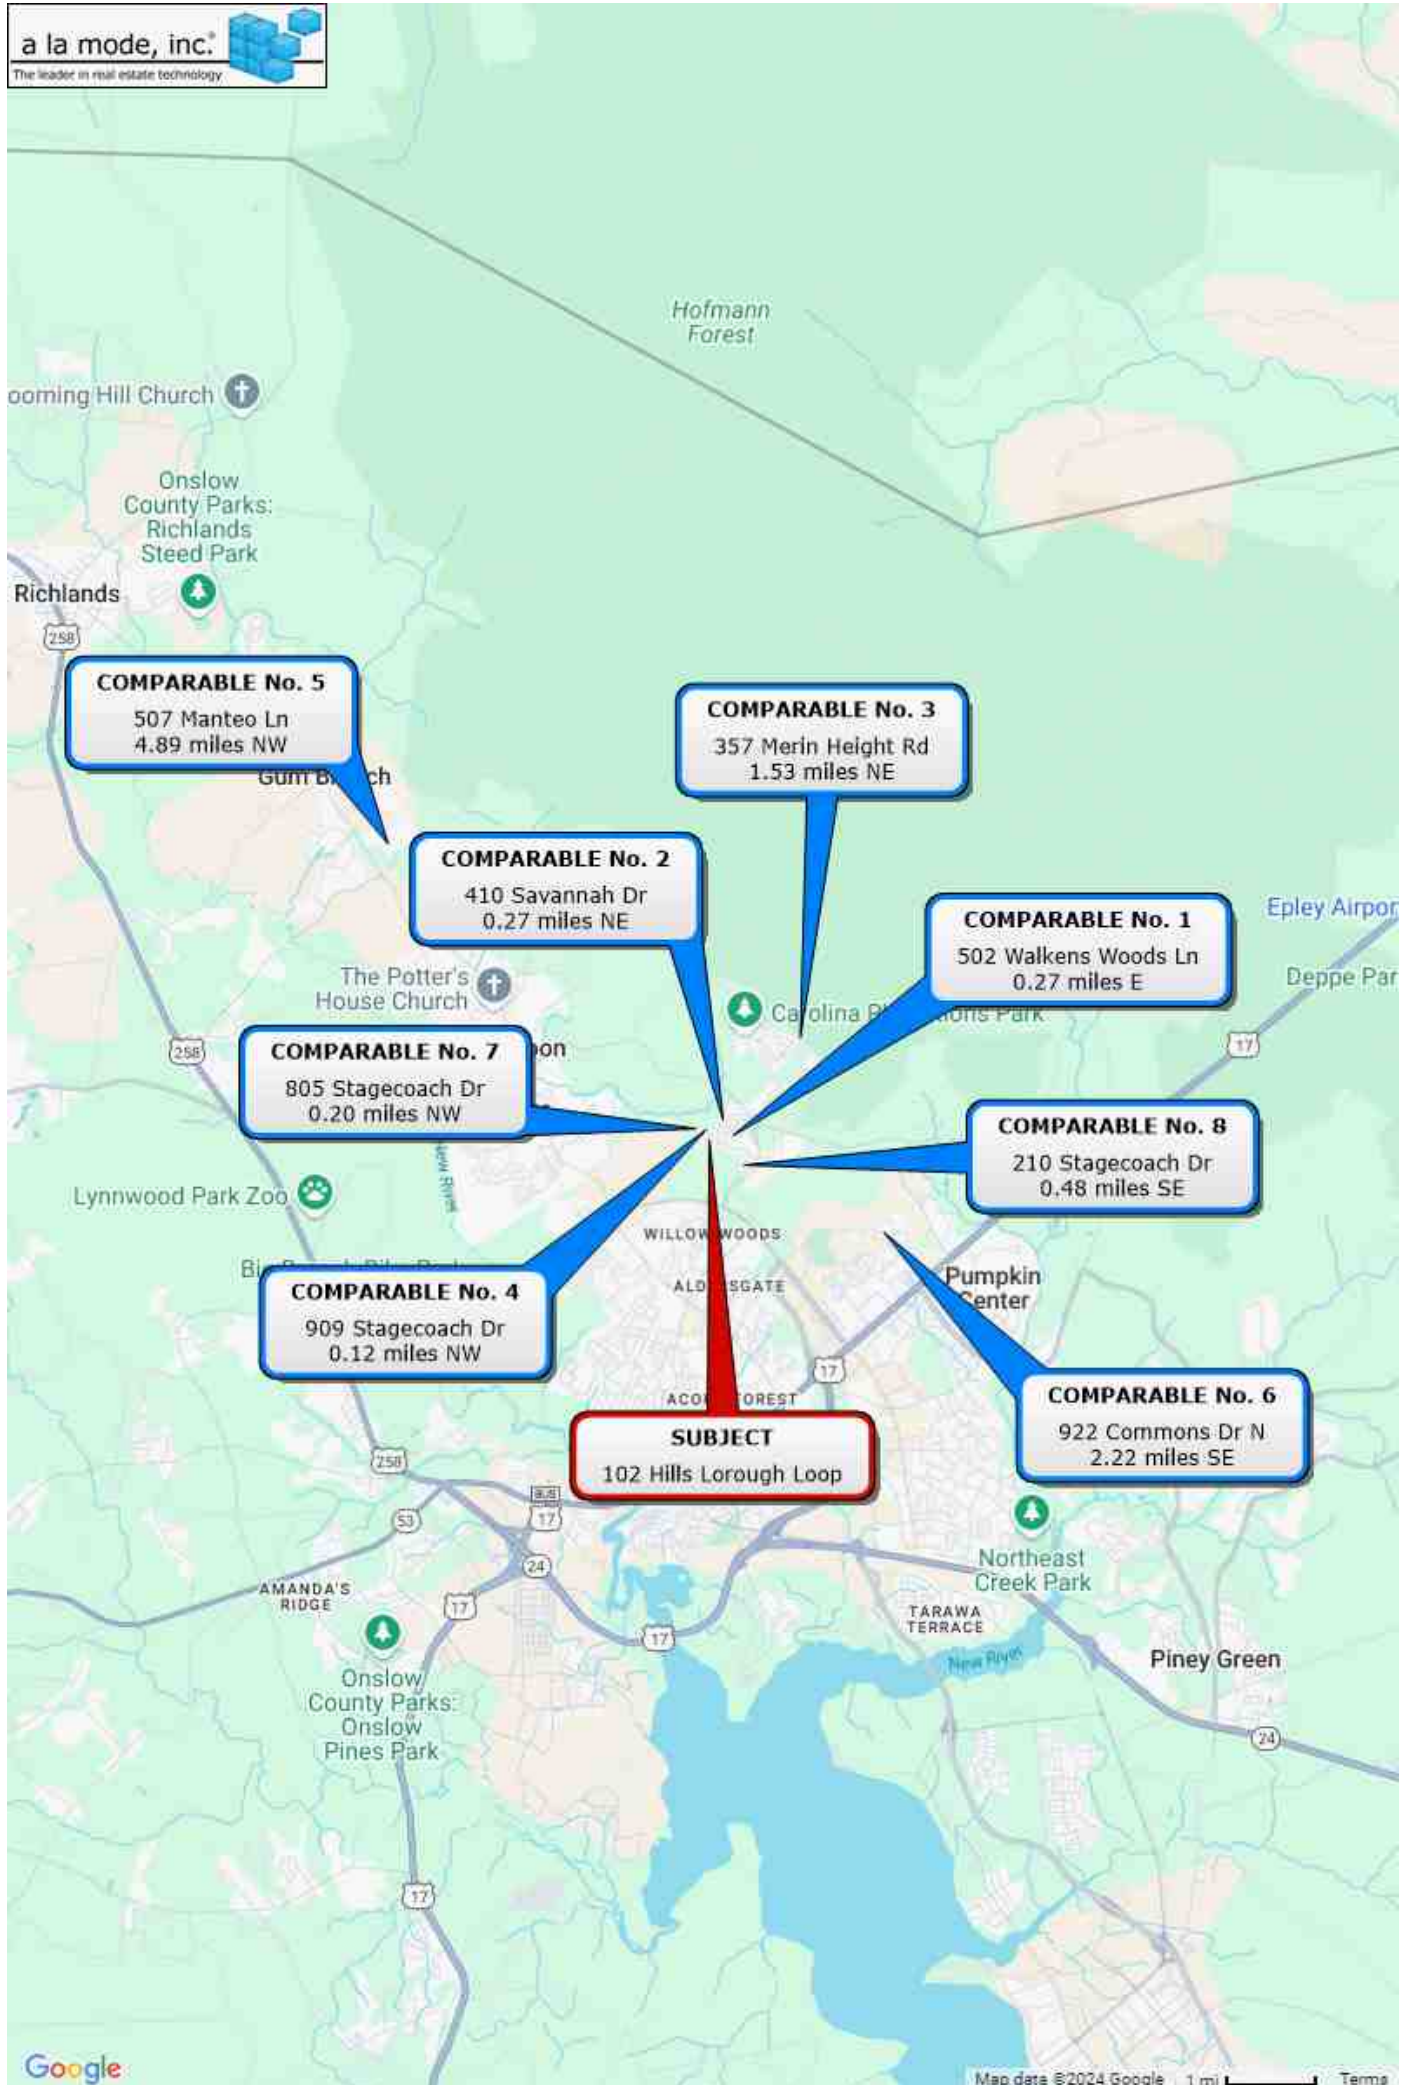 a la mode, inc.®
The leader in real estate technology
Hofmann
Forest
ooming Hill Church
Onslow
County Parks:
Richlands
Steed Park
Richlands
258
COMPARABLE No. 5
507 Manteo Ln
4.89 miles NW
COMPARABLE No. 3
357 Merin Height Rd
1.53 miles NE
COMPARABLE No. 2
410 Savannah Dr
0.27 miles NE
COMPARABLE No. 1
502 Walkens Woods Ln
0.27 miles E
Epley Airpor
Deppe Par
The Potter's
House Church
17
258
COMPARABLE No. 7
805 Stagecoach Dr
0.20 miles NW
COMPARABLE No. 8
210 Stagecoach Dr
0.48 miles SE
New River
Lynnwood Park Zoo
WILLOW WOODS
COMPARABLE No. 4
909 Stagecoach Dr
0.12 miles NW
Pumpkin
Center
17
COMPARABLE No. 6
922 Commons Dr N
2.22 miles SE
SUBJECT
102 Hills Lorough Loop
258
53
BUS
17
24
Northeast
Creek Park
AMANDA'S
RIDGE
17
TARAWA
TERRACE
17
New River
Piney Green
Onslow
County Parks:
Onslow
Pines Park
24
17
Google
Map data ©2024 Google
1 mi
Terms